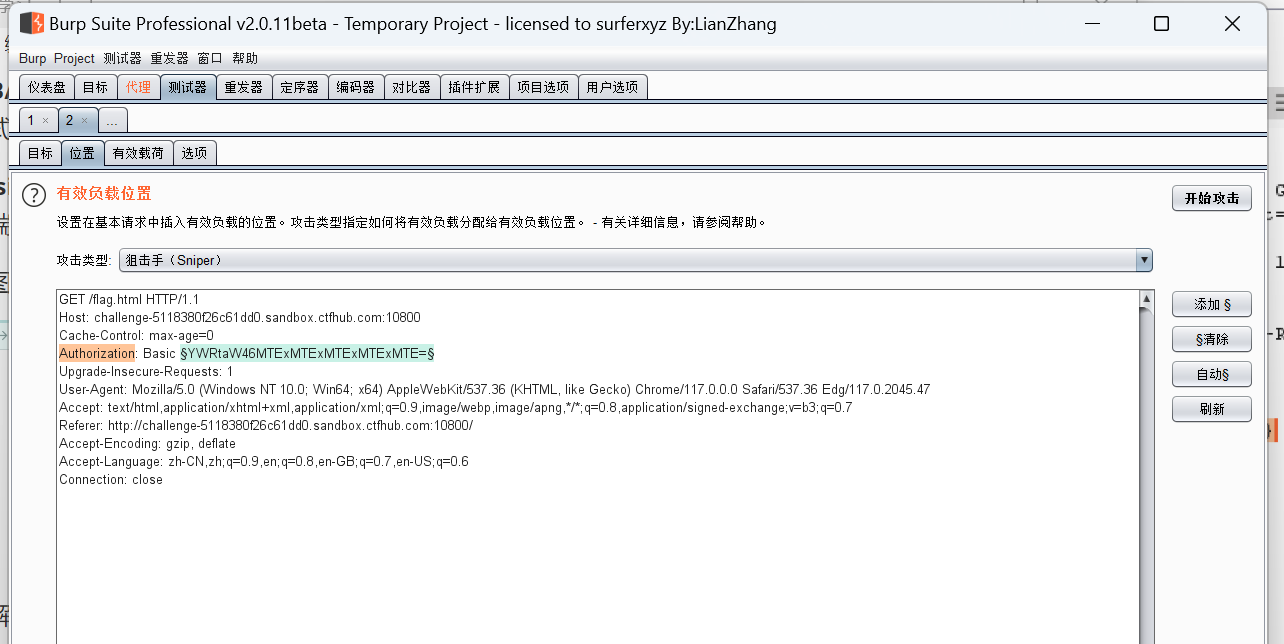 Burp Suite Professional v2.0.11beta - Temporary Project - licensed to surferxyz By:LianZhang
Burp Project 测试器 重发器 窗口 帮助
仪表盘 目标 代理 测试器 重发器 定序器 编码器 对比器 插件扩展 项目选项 用户选项
1 × 2 × ...
目标 位置 有效载荷 选项
? 有效负载位置
开始攻击
设置在基本请求中插入有效负载的位置。攻击类型指定如何将有效负载分配给有效负载位置。 - 有关详细信息，请参阅帮助。
攻击类型: 狙击手（Sniper）
GET /flag.html HTTP/1.1
Host: challenge-5118380f26c61dd0.sandbox.ctfhub.com:10800
Cache-Control: max-age=0
Authorization: Basic §YWRtaW46MTExMTExMTExMTExMTE=§
Upgrade-Insecure-Requests: 1
User-Agent: Mozilla/5.0 (Windows NT 10.0; Win64; x64) AppleWebKit/537.36 (KHTML, like Gecko) Chrome/117.0.0.0 Safari/537.36 Edg/117.0.2045.47
Accept: text/html,application/xhtml+xml,application/xml;q=0.9,image/webp,image/apng,*/*;q=0.8,application/signed-exchange;v=b3;q=0.7
Referer: http://challenge-5118380f26c61dd0.sandbox.ctfhub.com:10800/
Accept-Encoding: gzip, deflate
Accept-Language: zh-CN,zh;q=0.9,en;q=0.8,en-GB;q=0.7,en-US;q=0.6
Connection: close
添加 §
§清除
自动§
刷新